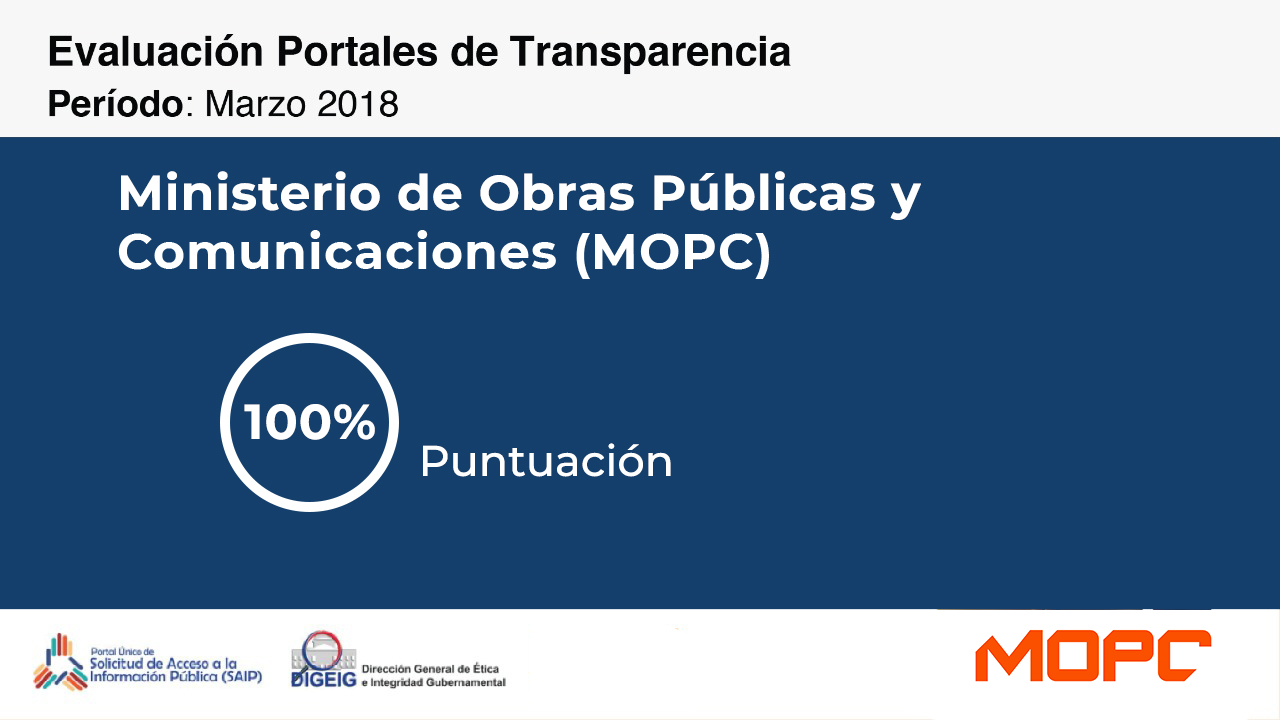 Evaluación Portales de Transparencia
Período: Marzo 2018
Ministerio de Obras Públicas y
Comunicaciones (MOPC)
100%
Puntuación
Portal Único de
Solicitud de Acceso a la
Información Pública (SAIP)
DIGEIG
Dirección General de Ética
e Integridad Gubernamental
MOPC